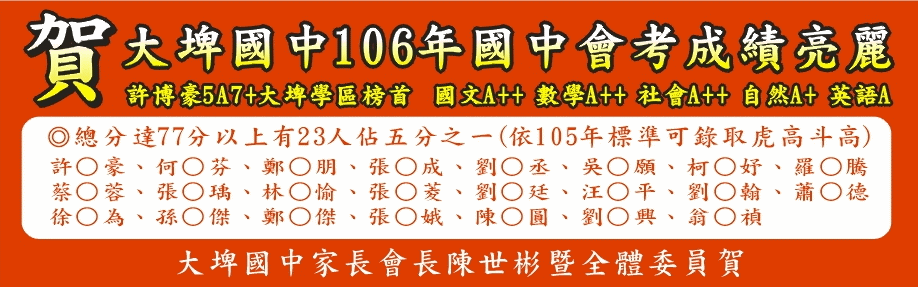 賀
大埤國中106年國中會考成績亮麗
許博豪5A7+大埤學區榜首 國文A++ 數學A++ 社會A++ 自然A+ 英語A
◎總分達77分以上有23人佔五分之一(依105年標準可錄取虎高斗高)
許○豪、何○芬、鄭○朋、張○成、劉○丞、吳○願、柯○妤、羅○騰
蔡○蓉、張○瑀、林○愉、張○菱、劉○廷、汪○平、劉○翰、蕭○德
徐○為、孫○傑、鄭○傑、張○娥、陳○圓、劉○興、翁○禎
大埤國中家長會長陳世彬暨全體委員賀